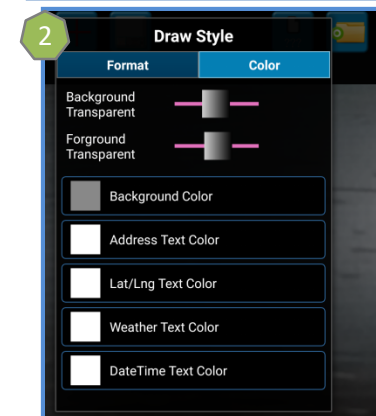 2
Draw Style
Format Color
Background
Transparent
Forground
Transparent
Background Color
Address Text Color
Lat/Lng Text Color
Weather Text Color
DateTime Text Color